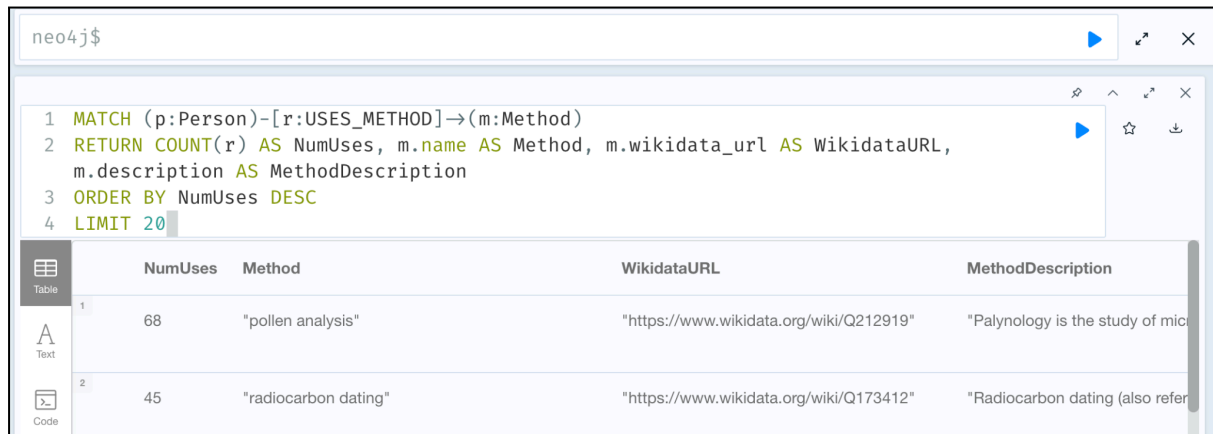 neo4j$
1 MATCH (p:Person)-[r:USES_METHOD]→(m:Method)
2 RETURN COUNT(r) AS NumUses, m.name AS Method, m.wikidata_url AS WikidataURL,
m.description AS MethodDescription
3 ORDER BY NumUses DESC
4 LIMIT 20
Table
Text
Code
NumUses Method WikidataURL MethodDescription
1 68 "pollen analysis" "https://www.wikidata.org/wiki/Q212919" "Palynology is the study of mic
2 45 "radiocarbon dating" "https://www.wikidata.org/wiki/Q173412" "Radiocarbon dating (also refer